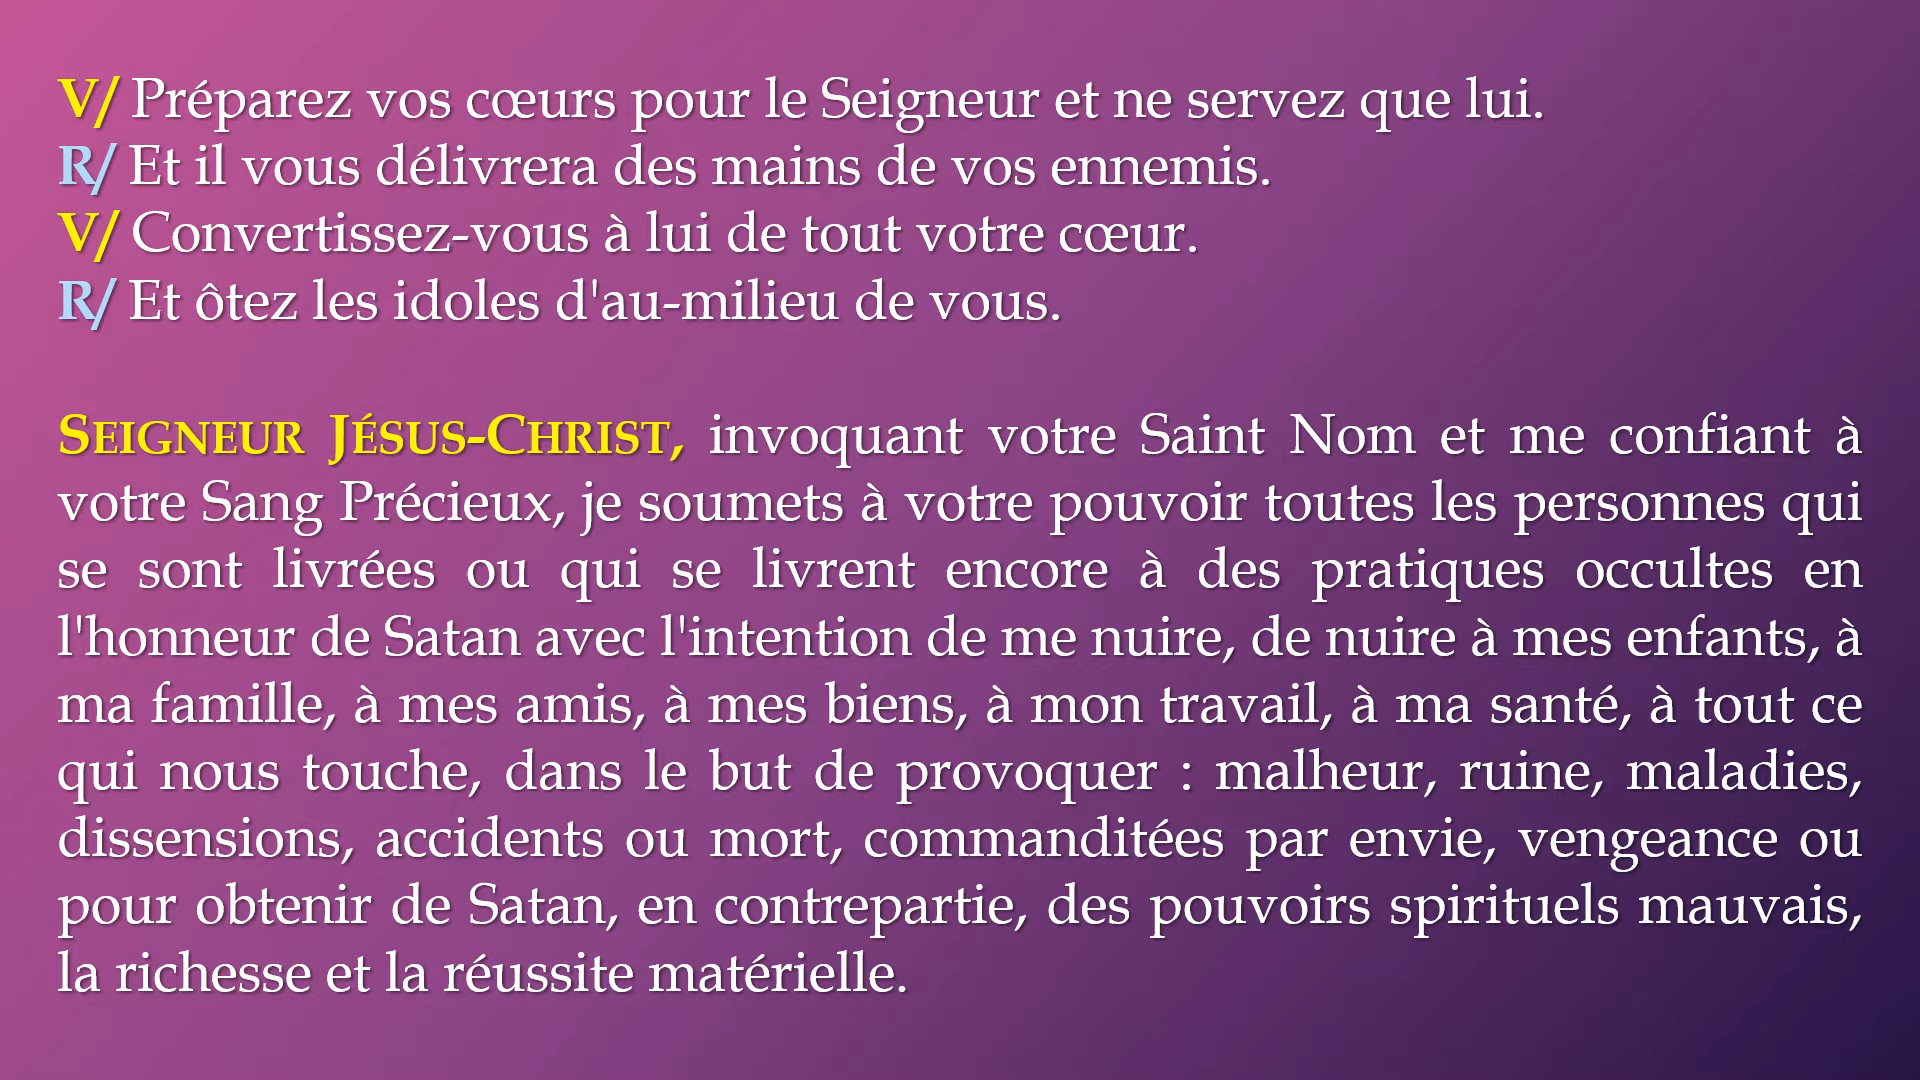 V/ Préparez vos cœurs pour le Seigneur et ne servez que lui.
R/ Et il vous délivrera des mains de vos ennemis.
V/ Convertissez-vous à lui de tout votre cœur.
R/ Et ôtez les idoles d'au-milieu de vous.
SEIGNEUR JÉSUS-CHRIST, invoquant votre Saint Nom et me confiant à
votre Sang Précieux, je soumets à votre pouvoir toutes les personnes qui
se sont livrées ou qui se livrent encore à des pratiques occultes en
l'honneur de Satan avec l'intention de me nuire, de nuire à mes enfants, à
ma famille, à mes amis, à mes biens, à mon travail, à ma santé, à tout ce
qui nous touche, dans le but de provoquer : malheur, ruine, maladies,
dissensions, accidents ou mort, commanditées par envie, vengeance ou
pour obtenir de Satan, en contrepartie, des pouvoirs spirituels mauvais,
la richesse et la réussite matérielle.